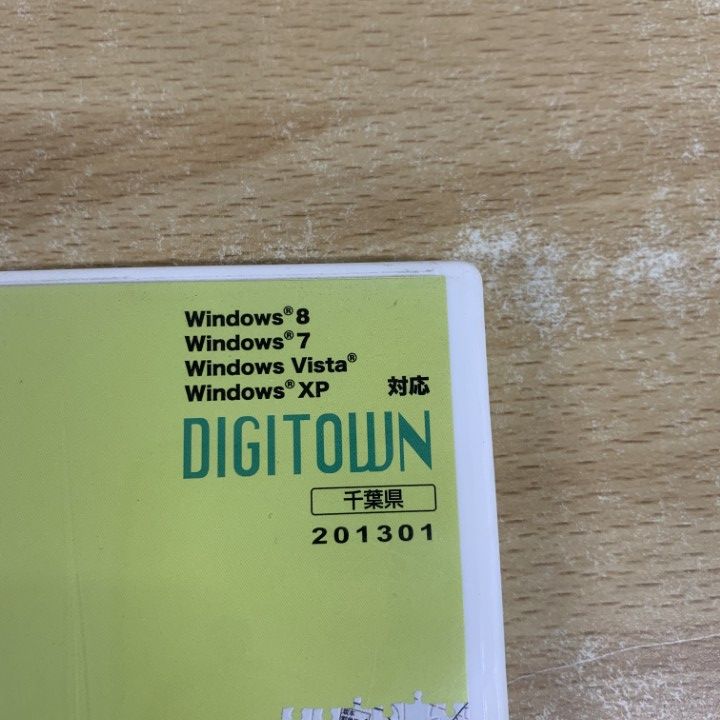 Windows®8
Windows®7
Windows Vista®
Windows®XP 対応
DIGITOWN
千葉県
201301